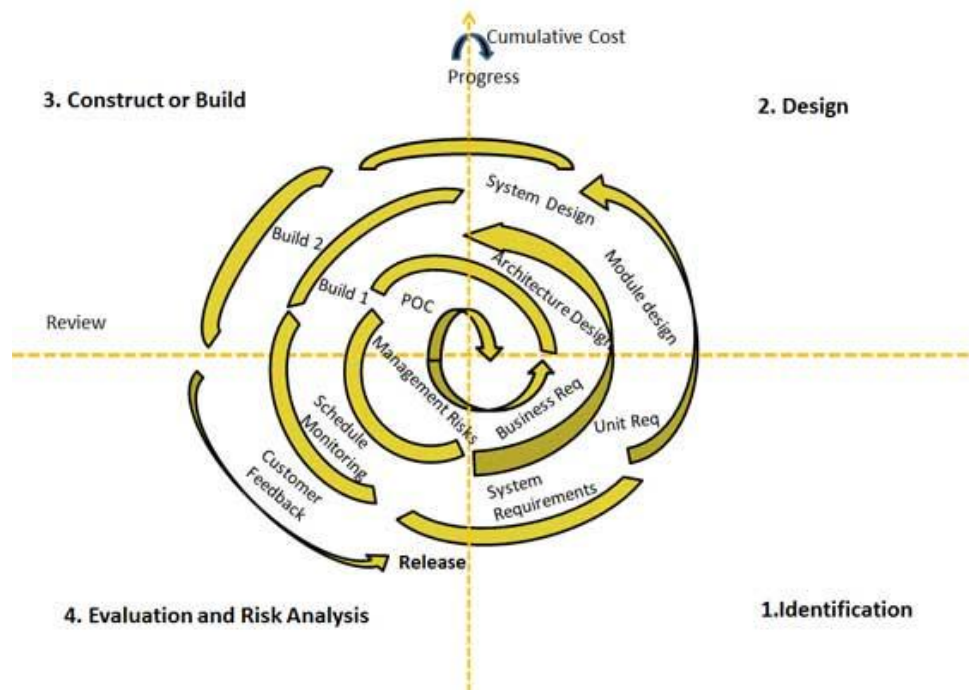 Cumulative Cost
Progress
3. Construct or Build
2. Design
System Design
Build 2
Module design
Architecture Design
Build 1
POC
Review
Management Risks
Business Req
Schedule
Monitoring
Unit Req
Customer
Feedback
System
Requirements
Release
4. Evaluation and Risk Analysis
1.Identification